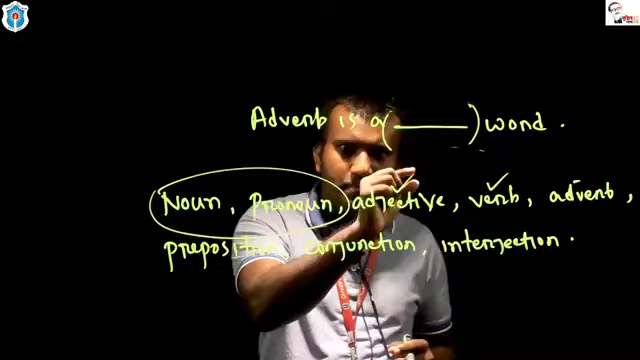 Adverb is a (______) word.
Noun, Pronoun, adjective, verb, adverb,
preposition, conjunction, interjection.